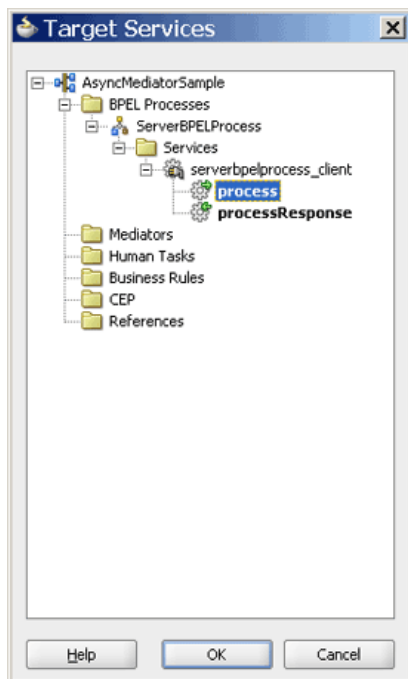 Target Services
AsyncMediatorSample
BPEL Processes
ServerBPELProcess
Services
serverbpelprocess_client
process
processResponse
Mediators
Human Tasks
Business Rules
CEP
References
Help OK Cancel